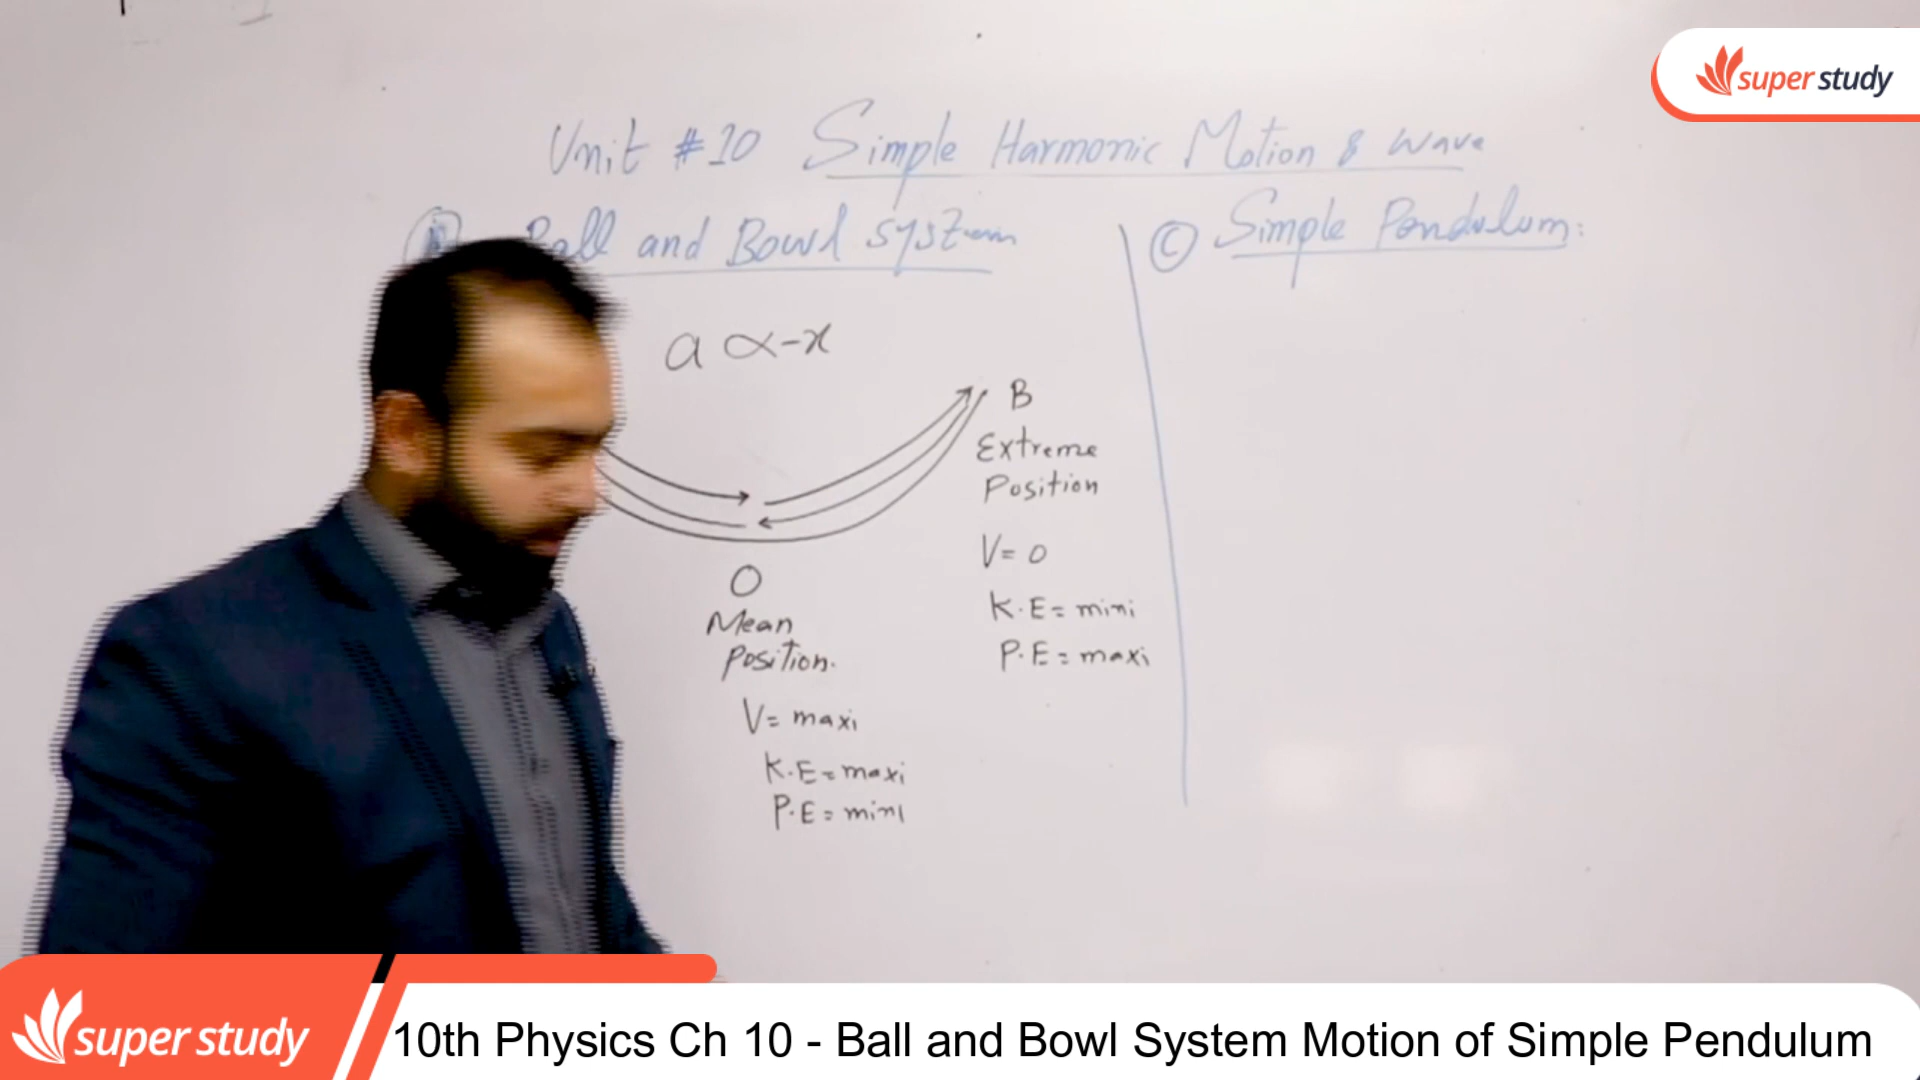 super study
Unit #10 Simple Harmonic Motion & Wave
Ball and Bowl System
© Simple Pendulum:
a ∝ -x
B
Extreme
Position
V= 0
K.E= mini
P.E= maxi
O
Mean
Position.
V= maxi
K.E= maxi
P.E= mini
super study
10th Physics Ch 10 - Ball and Bowl System Motion of Simple Pendulum